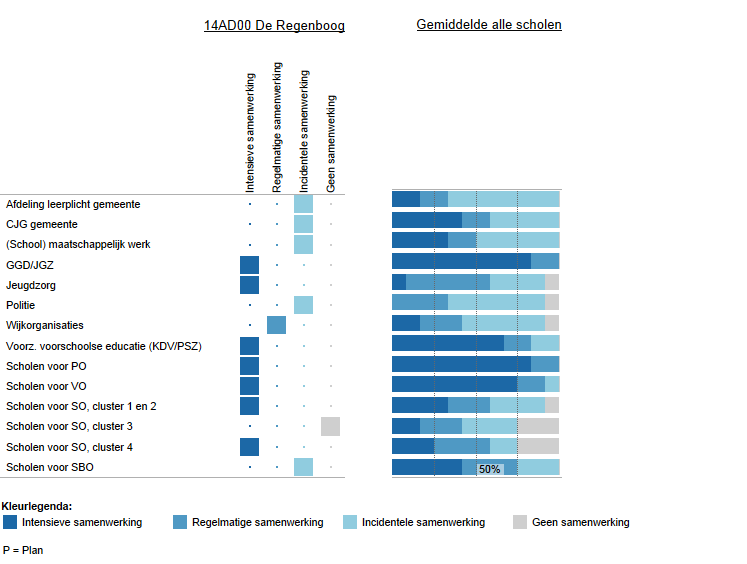 14AD00 De Regenboog
Gemiddelde alle scholen
Intensieve samenwerking
Regelmatige samenwerking
Incidentele samenwerking
Geen samenwerking
Afdeling leerplicht gemeente
CJG gemeente
(School) maatschappelijk werk
GGD/JGZ
Jeugdzorg
Politie
Wijkorganisaties
Voorz. voorschoolse educatie (KDV/PSZ)
Scholen voor PO
Scholen voor VO
Scholen voor SO, cluster 1 en 2
Scholen voor SO, cluster 3
Scholen voor SO, cluster 4
Scholen voor SBO
50%
Kleurlegenda:
Intensieve samenwerking
Regelmatige samenwerking
Incidentele samenwerking
Geen samenwerking
P = Plan